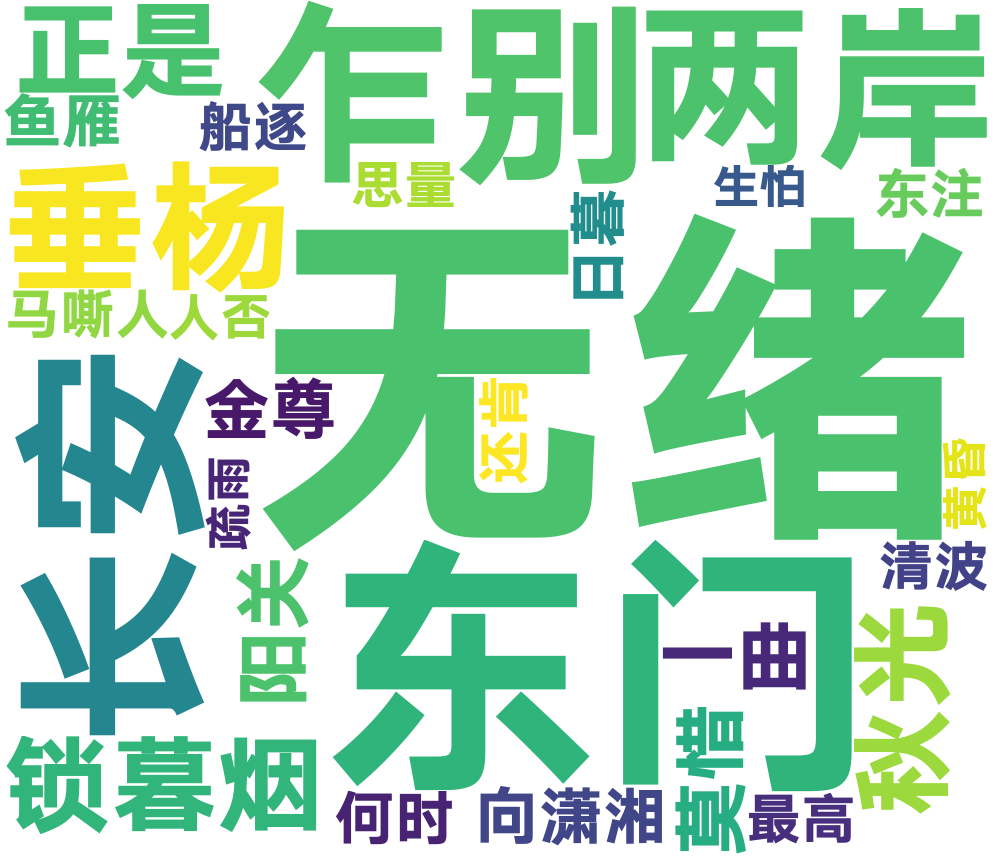 正是
乍别
两岸
鱼雁
船逐
思量
日暮
生怕
东注
垂杨
无绪
马嘶人
人否
长安
金尊
还肯
疏雨
黄昏
阳关
东门
清波
一曲
秋光
锁暮烟
莫惜
何时
向潇湘
最高